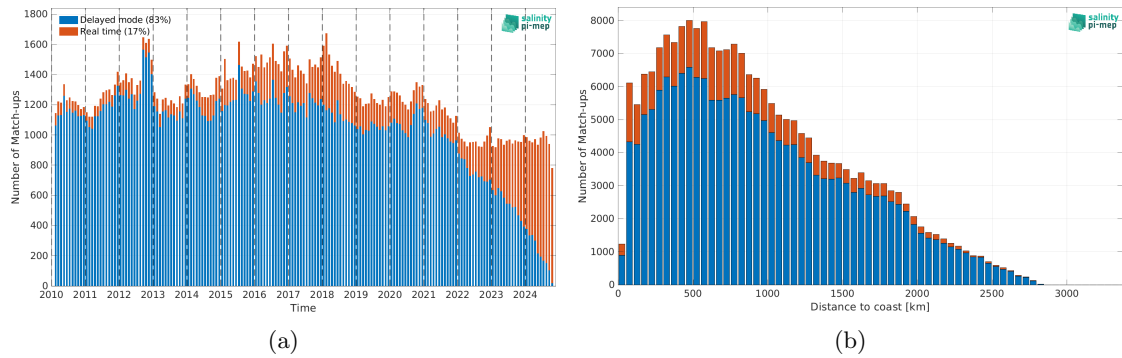 Delayed mode (83%)
Real time (17%)
salinity
pi-mep
Number of Match-ups
1800
1600
1400
1200
1000
800
600
400
200
0
2010 2011 2012 2013 2014 2015 2016 2017 2018 2019 2020 2021 2022 2023 2024
Time
(a)
salinity
pi-mep
Number of Match-ups
8000
7000
6000
5000
4000
3000
2000
1000
0
0 500 1000 1500 2000 2500 3000
Distance to coast [km]
(b)